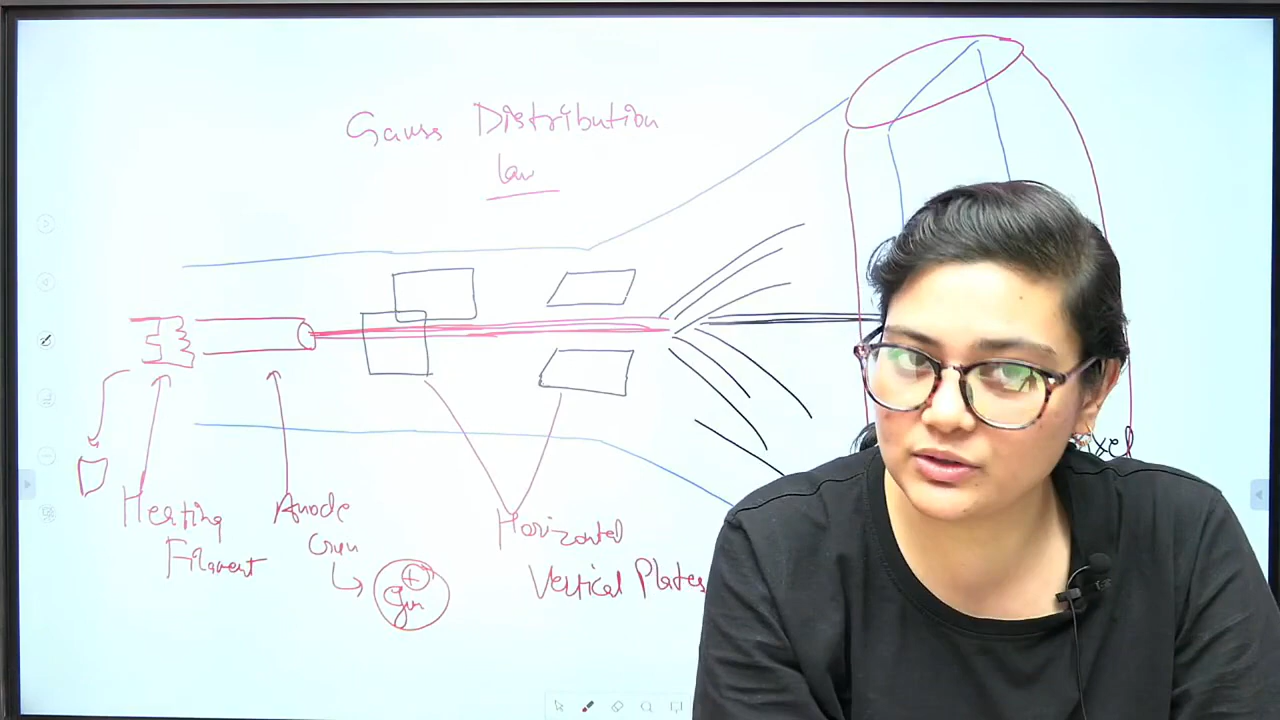 Gauss Distribution
law
Heating
Filament
Anode
Gun
+
Gun
Horizontal
Vertical Plates